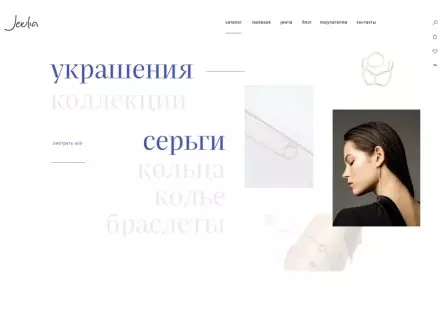 Jeelia
каталог lookbook jeelia блог покупателям контакты
украшения
коллекции
смотреть всё
серьги
кольца
колье
браслеты